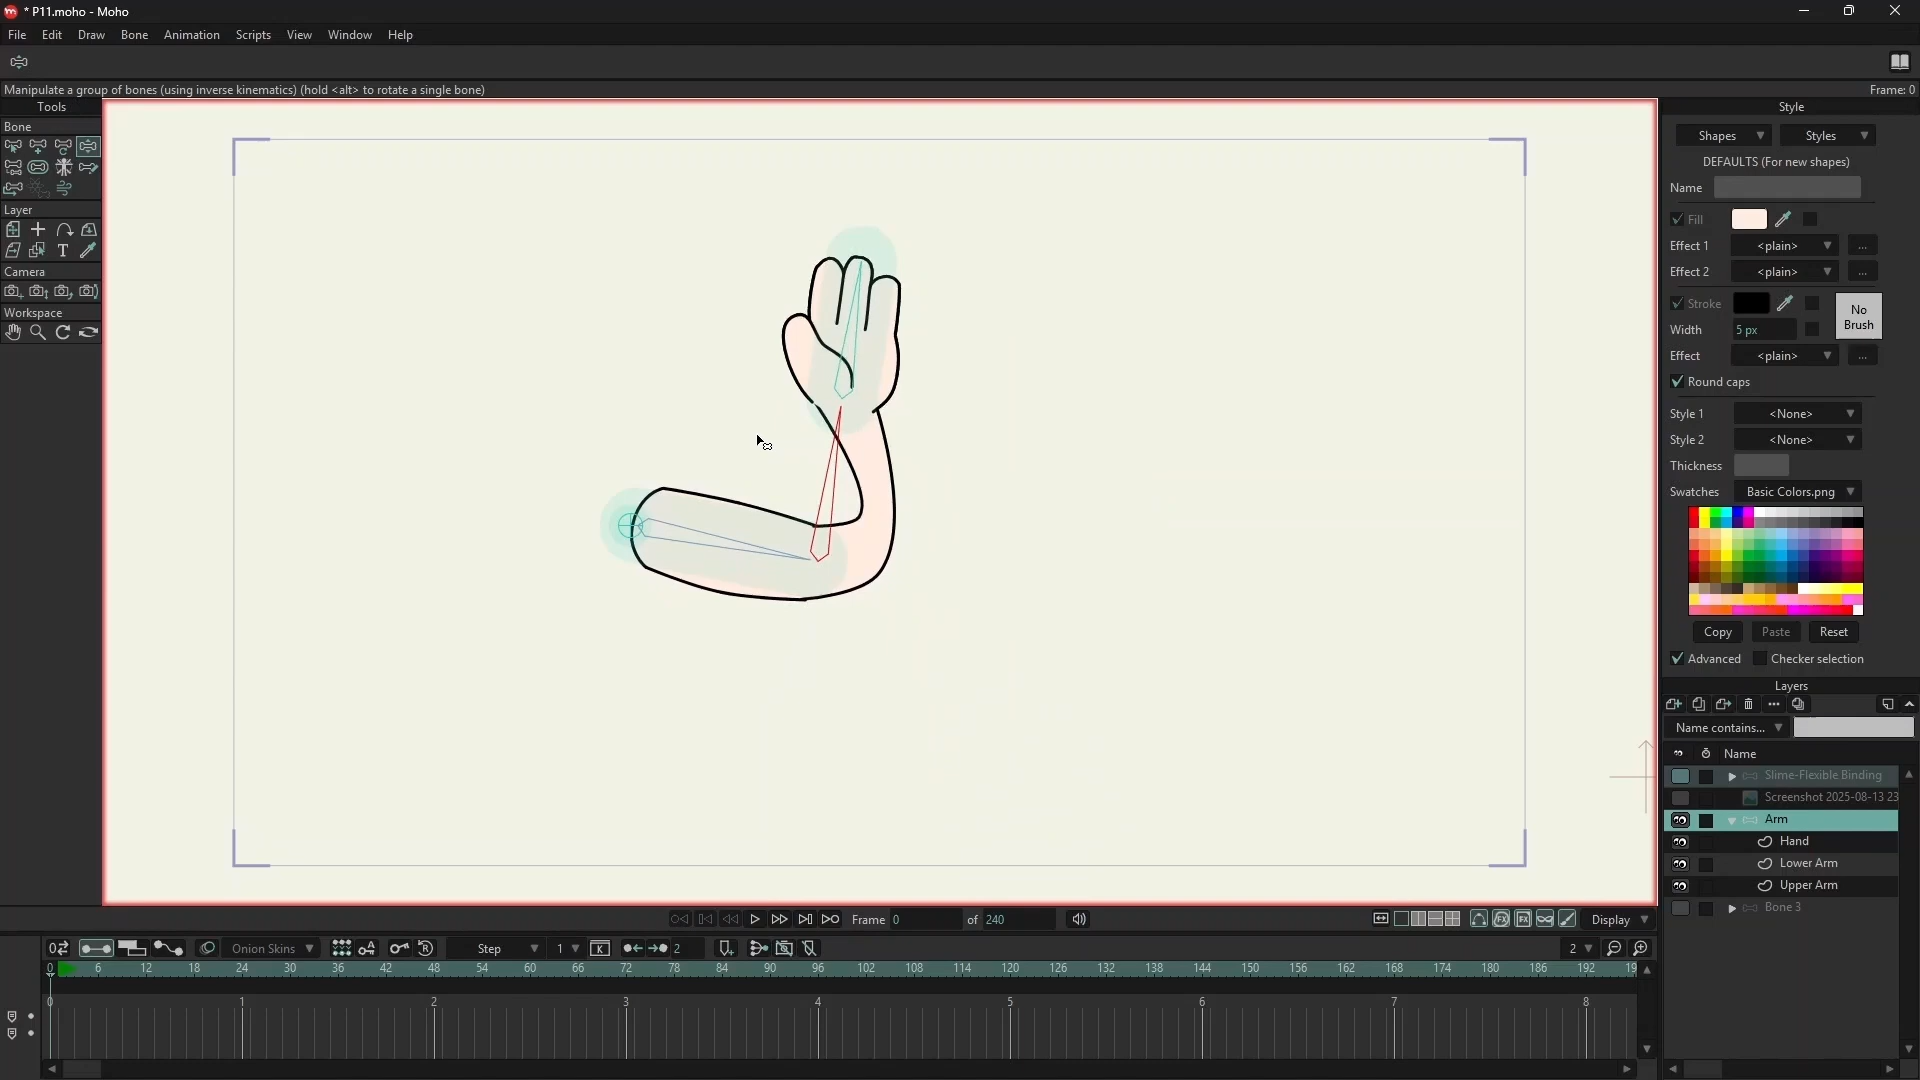 * P11.moho - Moho
File Edit Draw Bone Animation Scripts View Window Help
Manipulate a group of bones (using inverse kinematics) (hold <alt> to rotate a single bone)
Frame: 0
Tools
Bone
Layer
Camera
Workspace
Style
Shapes Styles
DEFAULTS (For new shapes)
Name
Fill
Effect 1 <plain> ...
Effect 2 <plain> ...
Stroke
No
Brush
Width 5 px
Effect <plain> ...
Round caps
Style 1 <None>
Style 2 <None>
Thickness
Swatches Basic Colors.png
Copy Paste Reset
Advanced Checker selection
Layers
Name contains...
Name
Slime-Flexible Binding
Screenshot 2025-08-13 23
Arm
Hand
Lower Arm
Upper Arm
Bone 3
Frame 0 of 240
Display
Onion Skins Step 1 K 2 2
0 6 12 18 24 30 36 42 48 54 60 66 72 78 84 90 96 102 108 114 120 126 132 138 144 150 156 162 168 174 180 186 192 19
0 1 2 3 4 5 6 7 8